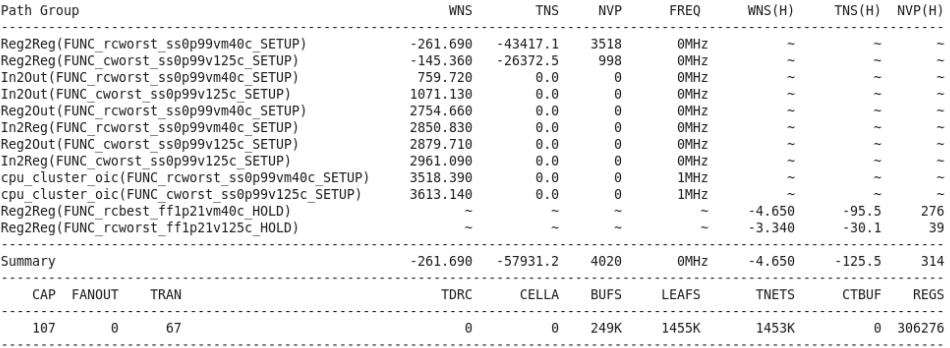 Path Group WNS TNS NVP FREQ WNS(H) TNS(H) NVP(H)
Reg2Reg(FUNC_rcworst_ss0p99vm40c_SETUP) -261.690 -43417.1 3518 0MHz ~ ~ ~
Reg2Reg(FUNC_cworst_ss0p99v125c_SETUP) -145.360 -26372.5 998 0MHz ~ ~ ~
In2Out(FUNC_rcworst_ss0p99vm40c_SETUP) 759.720 0.0 0 0MHz ~ ~ ~
In2Out(FUNC_cworst_ss0p99v125c_SETUP) 1071.130 0.0 0 0MHz ~ ~ ~
Reg2Out(FUNC_rcworst_ss0p99vm40c_SETUP) 2754.660 0.0 0 0MHz ~ ~ ~
In2Reg(FUNC_rcworst_ss0p99vm40c_SETUP) 2850.830 0.0 0 0MHz ~ ~ ~
Reg2Out(FUNC_cworst_ss0p99v125c_SETUP) 2879.710 0.0 0 0MHz ~ ~ ~
In2Reg(FUNC_cworst_ss0p99v125c_SETUP) 2961.090 0.0 0 0MHz ~ ~ ~
cpu_cluster_oic(FUNC_rcworst_ss0p99vm40c_SETUP) 3518.390 0.0 0 1MHz ~ ~ ~
cpu_cluster_oic(FUNC_cworst_ss0p99v125c_SETUP) 3613.140 0.0 0 1MHz ~ ~ ~
Reg2Reg(FUNC_rcbest_ff1p21vm40c_HOLD) ~ ~ ~ ~ -4.650 -95.5 276
Reg2Reg(FUNC_rcworst_ff1p21v125c_HOLD) ~ ~ ~ ~ -3.340 -30.1 39
Summary -261.690 -57931.2 4020 0MHz -4.650 -125.5 314
CAP FANOUT TRAN TDRC CELLA BUFS LEAFS TNETS CTBUF REGS
107 0 67 0 0 249K 1455K 1453K 0 306276